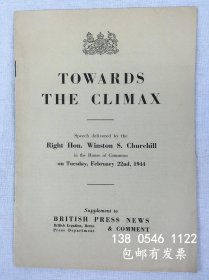 TOWARDS
THE CLIMAX
Speech delivered by the
Right Hon. Winston S. Churchill
in the House of Commons
on Tuesday, February 22nd, 1944
Supplement to
BRITISH PRESS NEWS
British Legation, Berne
Press Department
& COMMENT
138 0546 1122
包邮有发票